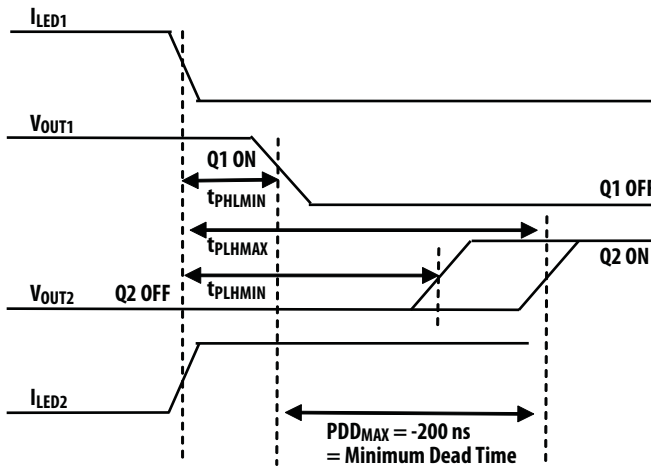 ILED1
VOUT1
Q1 ON
tPHLMIN
Q1 OFF
tPLHMAX
Q2 ON
tPLHMIN
VOUT2
Q2 OFF
ILED2
PDDMAX = -200 ns
= Minimum Dead Time